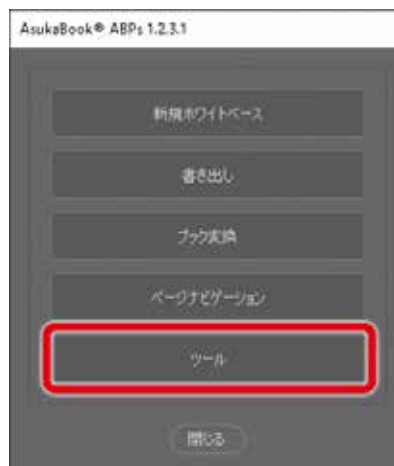 AsukaBook® ABPs 1.2.3.1
新規ホワイトベース
書き出し
ブック変換
ページナビゲーション
ツール
閉じる